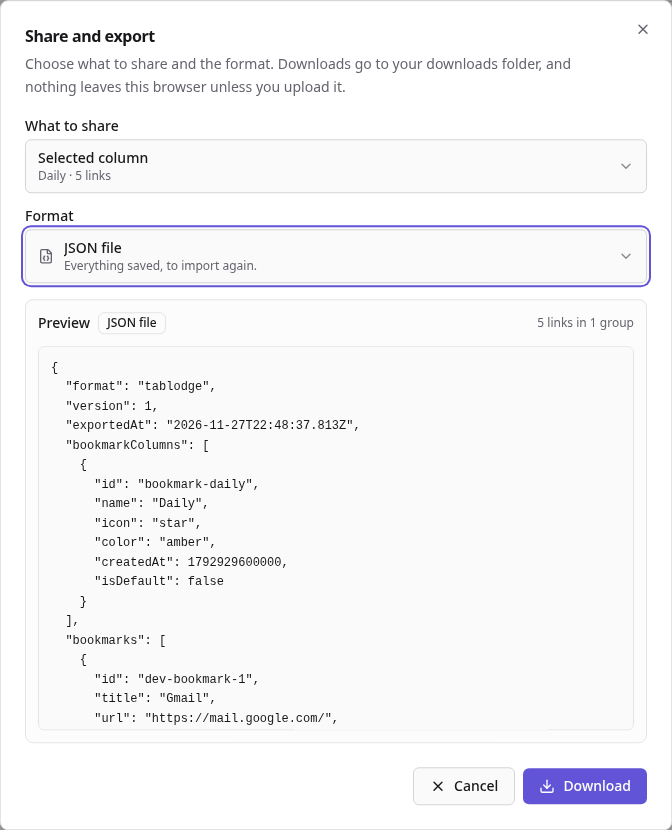 Share and export
Choose what to share and the format. Downloads go to your downloads folder, and
nothing leaves this browser unless you upload it.
What to share
Selected column
Daily · 5 links
Format
JSON file
Everything saved, to import again.
Preview JSON file 5 links in 1 group
{
  "format": "tablodge",
  "version": 1,
  "exportedAt": "2026-11-27T22:48:37.813Z",
  "bookmarkColumns": [
    {
      "id": "bookmark-daily",
      "name": "Daily",
      "icon": "star",
      "color": "amber",
      "createdAt": 1792929600000,
      "isDefault": false
    }
  ],
  "bookmarks": [
    {
      "id": "dev-bookmark-1",
      "title": "Gmail",
      "url": "https://mail.google.com/",
Cancel Download